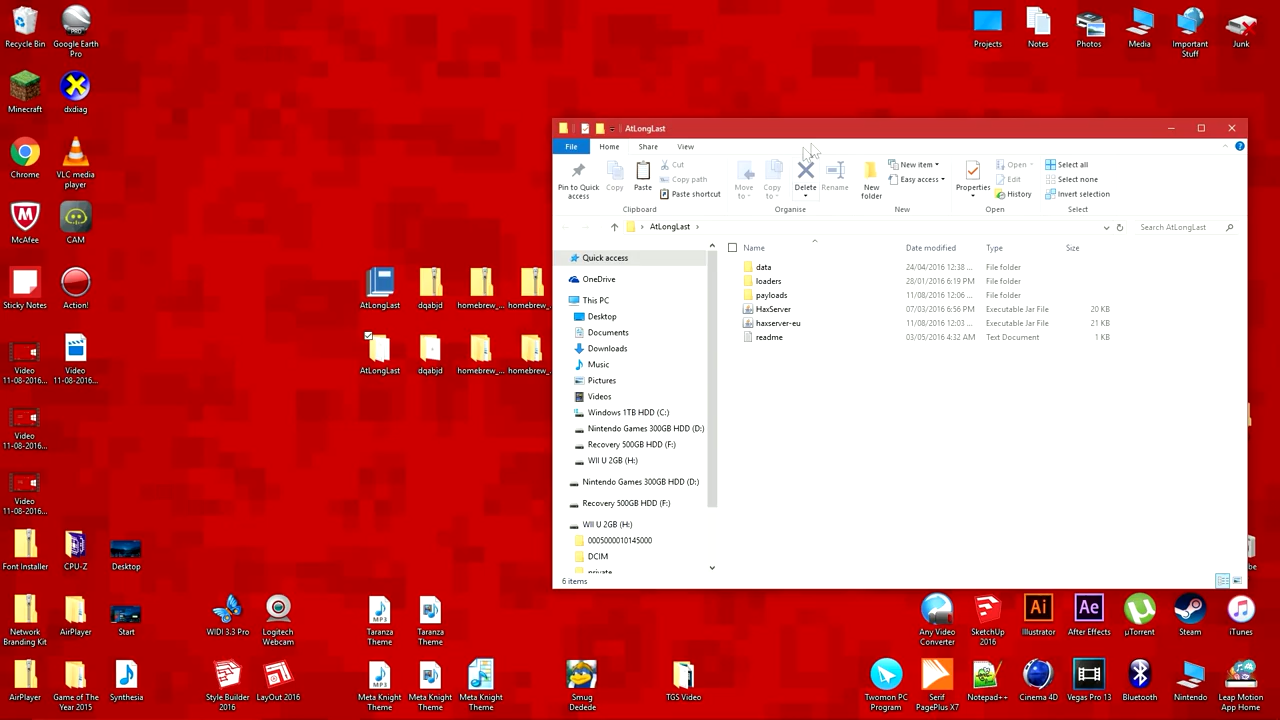 Recycle Bin
Google Earth
Pro
Projects
Notes
Photos
Media
Important
Stuff
Junk
Minecraft
dxdiag
Chrome
VLC media
player
McAfee
CAM
Sticky Notes
Action!
AtLongLast
dqabjd
homebrew_...
homebrew_...
AtLongLast
dqabjd
homebrew_...
homebrew_...
Video
11-08-2016...
Video
11-08-2016...
Video
11-08-2016...
Video
11-08-2016...
AtLongLast
File
Home
Share
View
Pin to Quick
access
Copy
Paste
Cut
Copy path
Paste shortcut
Clipboard
Move
to
Copy
to
Delete
Rename
Organise
New
folder
New item
Easy access
New
Properties
Open
Edit
History
Open
Select all
Select none
Invert selection
Select
AtLongLast
Search AtLongLast
Quick access
OneDrive
This PC
Desktop
Documents
Downloads
Music
Pictures
Videos
Windows 1TB HDD (C:)
Nintendo Games 300GB HDD (D:)
Recovery 500GB HDD (F:)
WII U 2GB (H:)
Nintendo Games 300GB HDD (D:)
Recovery 500GB HDD (F:)
WII U 2GB (H:)
0005000010145000
DCIM
private
Name Date modified Type Size
data 24/04/2016 12:38 ... File folder
loaders 28/01/2016 6:19 PM File folder
payloads 11/08/2016 12:06 ... File folder
HaxServer 07/03/2016 6:56 PM Executable Jar File 20 KB
haxserver-eu 11/08/2016 12:03 ... Executable Jar File 21 KB
readme 03/05/2016 4:32 AM Text Document 1 KB
6 items
Font Installer
CPU-Z
Desktop
Network
Branding Kit
AirPlayer
Start
WIDI 3.3 Pro
Logitech
Webcam
Taranza
Theme
Taranza
Theme
Any Video
Converter
SketchUp
2016
Illustrator
After Effects
µTorrent
Steam
iTunes
AirPlayer
Game of The
Year 2015
Synthesia
Style Builder
2016
LayOut 2016
Meta Knight
Theme
Meta Knight
Theme
Meta Knight
Theme
Smug
Dedede
TGS Video
Twomon PC
Program
Serif
PagePlus X7
Notepad++
Cinema 4D
Vegas Pro 13
Bluetooth
Nintendo
Leap Motion
App Home